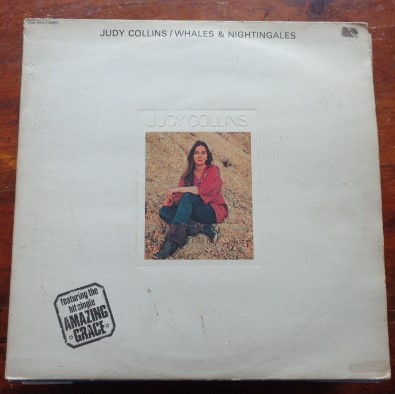 JUDY COLLINS/WHALES & NIGHTINGALES
JUDY COLLINS
featuring the
hit single
AMAZING
GRACE